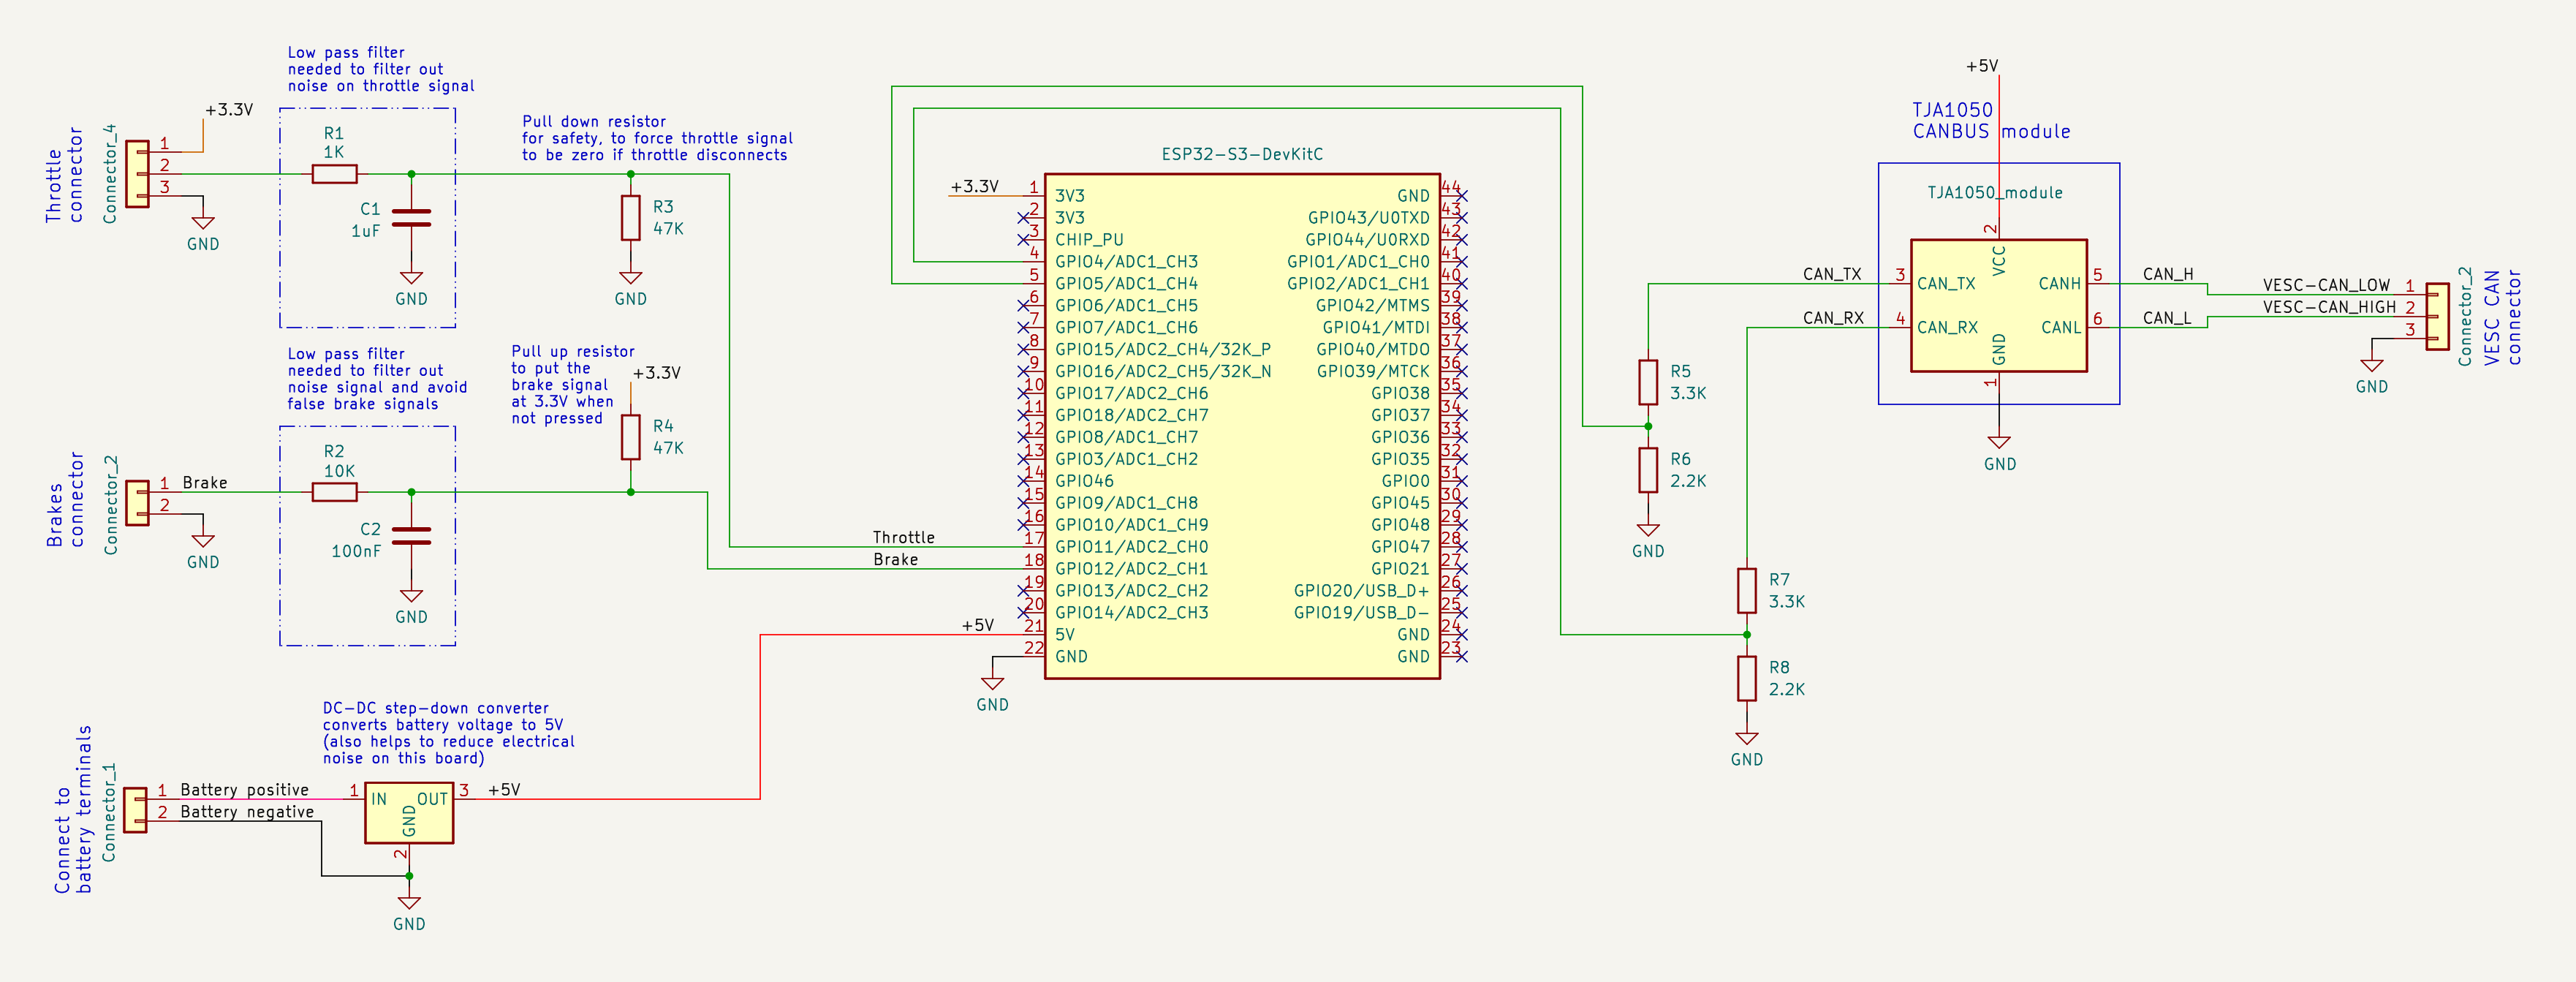 Low pass filter
needed to filter out
noise on throttle signal
+3.3V
Throttle
connector
Connector_4
1
2
3
GND
R1
1K
C1
1uF
GND
Pull down resistor
for safety, to force throttle signal
to be zero if throttle disconnects
R3
47K
GND
Low pass filter
needed to filter out
noise signal and avoid
false brake signals
Brakes
connector
Connector_2
1
2
Brake
GND
R2
10K
C2
100nF
GND
Pull up resistor
to put the
brake signal
at 3.3V when
not pressed
+3.3V
R4
47K
Throttle
Brake
DC-DC step-down converter
converts battery voltage to 5V
(also helps to reduce electrical
noise on this board)
Connect to
battery terminals
Connector_1
1
2
Battery positive
Battery negative
1
IN
OUT
3
GND
2
+5V
GND
ESP32-S3-DevKitC
+3.3V
1 3V3
2 3V3
3 CHIP_PU
4 GPIO4/ADC1_CH3
5 GPIO5/ADC1_CH4
6 GPIO6/ADC1_CH5
7 GPIO7/ADC1_CH6
8 GPIO15/ADC2_CH4/32K_P
9 GPIO16/ADC2_CH5/32K_N
10 GPIO17/ADC2_CH6
11 GPIO18/ADC2_CH7
12 GPIO8/ADC1_CH7
13 GPIO3/ADC1_CH2
14 GPIO46
15 GPIO9/ADC1_CH8
16 GPIO10/ADC1_CH9
17 GPIO11/ADC2_CH0
18 GPIO12/ADC2_CH1
19 GPIO13/ADC2_CH2
20 GPIO14/ADC2_CH3
+5V
21 5V
22 GND
GND
GND 44
GPIO43/U0TXD 43
GPIO44/U0RXD 42
GPIO1/ADC1_CH0 41
GPIO2/ADC1_CH1 40
GPIO42/MTMS 39
GPIO41/MTDI 38
GPIO40/MTDO 37
GPIO39/MTCK 36
GPIO38 35
GPIO37 34
GPIO36 33
GPIO35 32
GPIO0 31
GPIO45 30
GPIO48 29
GPIO47 28
GPIO21 27
GPIO20/USB_D+ 26
GPIO19/USB_D- 25
GND 24
GND 23
R5
3.3K
R6
2.2K
GND
R7
3.3K
R8
2.2K
GND
+5V
TJA1050
CANBUS module
TJA1050_module
2
VCC
CAN_TX
3
CAN_TX
CAN_RX
4
CAN_RX
CANH
5
CAN_H
CANL
6
CAN_L
GND
1
GND
VESC-CAN_LOW
VESC-CAN_HIGH
1
2
3
GND
Connector_2
VESC CAN
connector